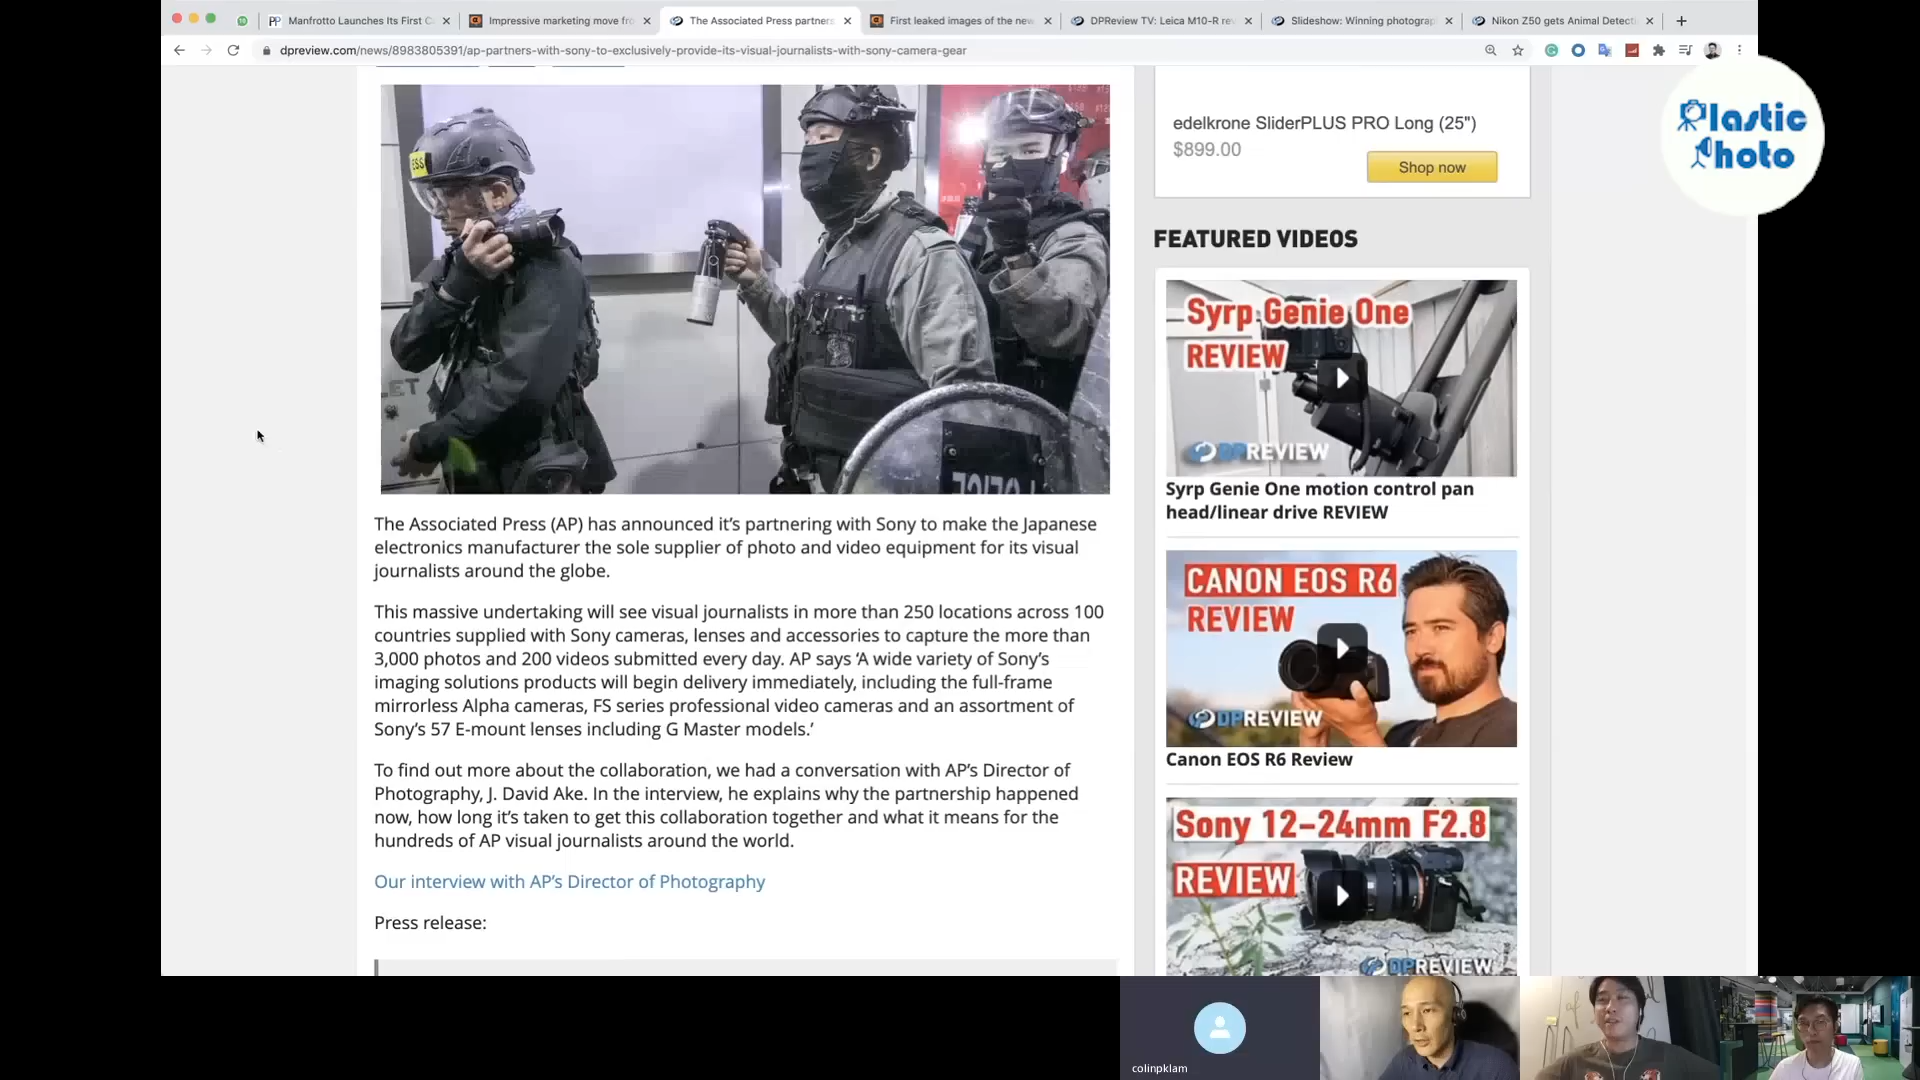 Manfrotto Launches Its First C
Impressive marketing move fro
The Associated Press partners
First leaked images of the new
DPReview TV: Leica M10-R rev
Slideshow: Winning photograp
Nikon Z50 gets Animal Detecti
dpreview.com/news/8983805391/ap-partners-with-sony-to-exclusively-provide-its-visual-journalists-with-sony-camera-gear
Plastic
Photo
ESS
POLICE
The Associated Press (AP) has announced it’s partnering with Sony to make the Japanese
electronics manufacturer the sole supplier of photo and video equipment for its visual
journalists around the globe.
This massive undertaking will see visual journalists in more than 250 locations across 100
countries supplied with Sony cameras, lenses and accessories to capture the more than
3,000 photos and 200 videos submitted every day. AP says ‘A wide variety of Sony’s
imaging solutions products will begin delivery immediately, including the full-frame
mirrorless Alpha cameras, FS series professional video cameras and an assortment of
Sony’s 57 E-mount lenses including G Master models.’
To find out more about the collaboration, we had a conversation with AP’s Director of
Photography, J. David Ake. In the interview, he explains why the partnership happened
now, how long it’s taken to get this collaboration together and what it means for the
hundreds of AP visual journalists around the world.
Our interview with AP’s Director of Photography
Press release:
edelkrone SliderPLUS PRO Long (25")
$899.00
Shop now
FEATURED VIDEOS
Syrp Genie One
REVIEW
DPREVIEW
Syrp Genie One motion control pan
head/linear drive REVIEW
CANON EOS R6
REVIEW
DPREVIEW
Canon EOS R6 Review
Sony 12-24mm F2.8
REVIEW
DPREVIEW
colinpklam